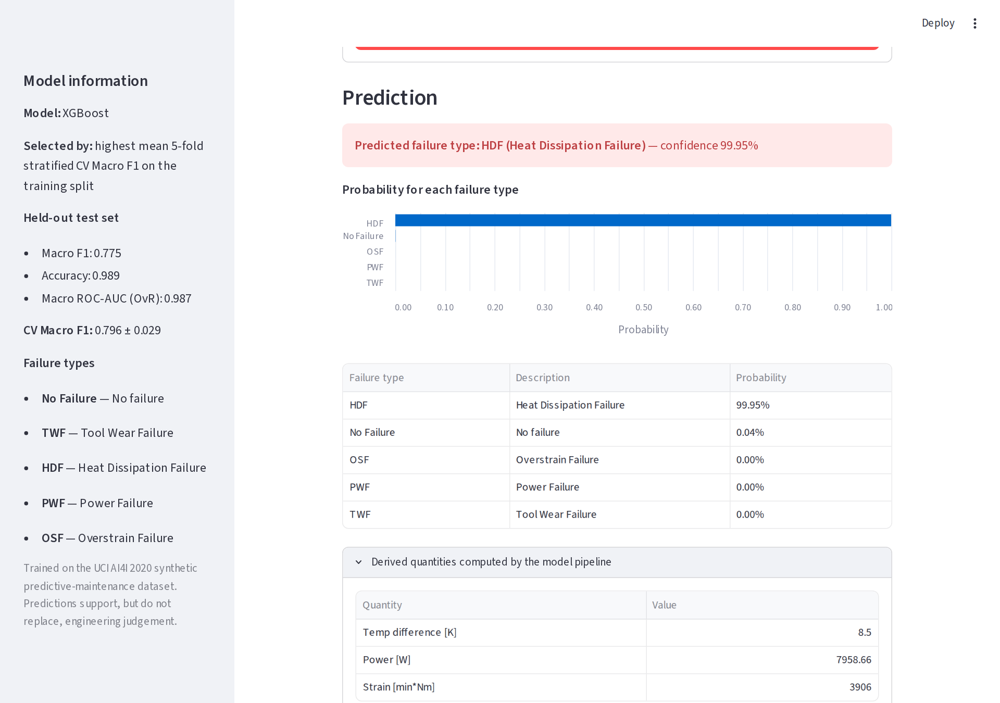 Deploy
Model information
Model: XGBoost
Selected by: highest mean 5-fold
stratified CV Macro F1 on the
training split
Held-out test set
• Macro F1: 0.775
• Accuracy: 0.989
• Macro ROC-AUC (OvR): 0.987
CV Macro F1: 0.796 ± 0.029
Failure types
• No Failure — No failure
• TWF — Tool Wear Failure
• HDF — Heat Dissipation Failure
• PWF — Power Failure
• OSF — Overstrain Failure
Trained on the UCI AI4I 2020 synthetic
predictive-maintenance dataset.
Predictions support, but do not
replace, engineering judgement.
Prediction
Predicted failure type: HDF (Heat Dissipation Failure) — confidence 99.95%
Probability for each failure type
HDF
No Failure
OSF
PWF
TWF
0.00 0.10 0.20 0.30 0.40 0.50 0.60 0.70 0.80 0.90 1.00
Probability
Failure type Description Probability
HDF Heat Dissipation Failure 99.95%
No Failure No failure 0.04%
OSF Overstrain Failure 0.00%
PWF Power Failure 0.00%
TWF Tool Wear Failure 0.00%
Derived quantities computed by the model pipeline
Quantity Value
Temp difference [K] 8.5
Power [W] 7958.66
Strain [min*Nm] 3906